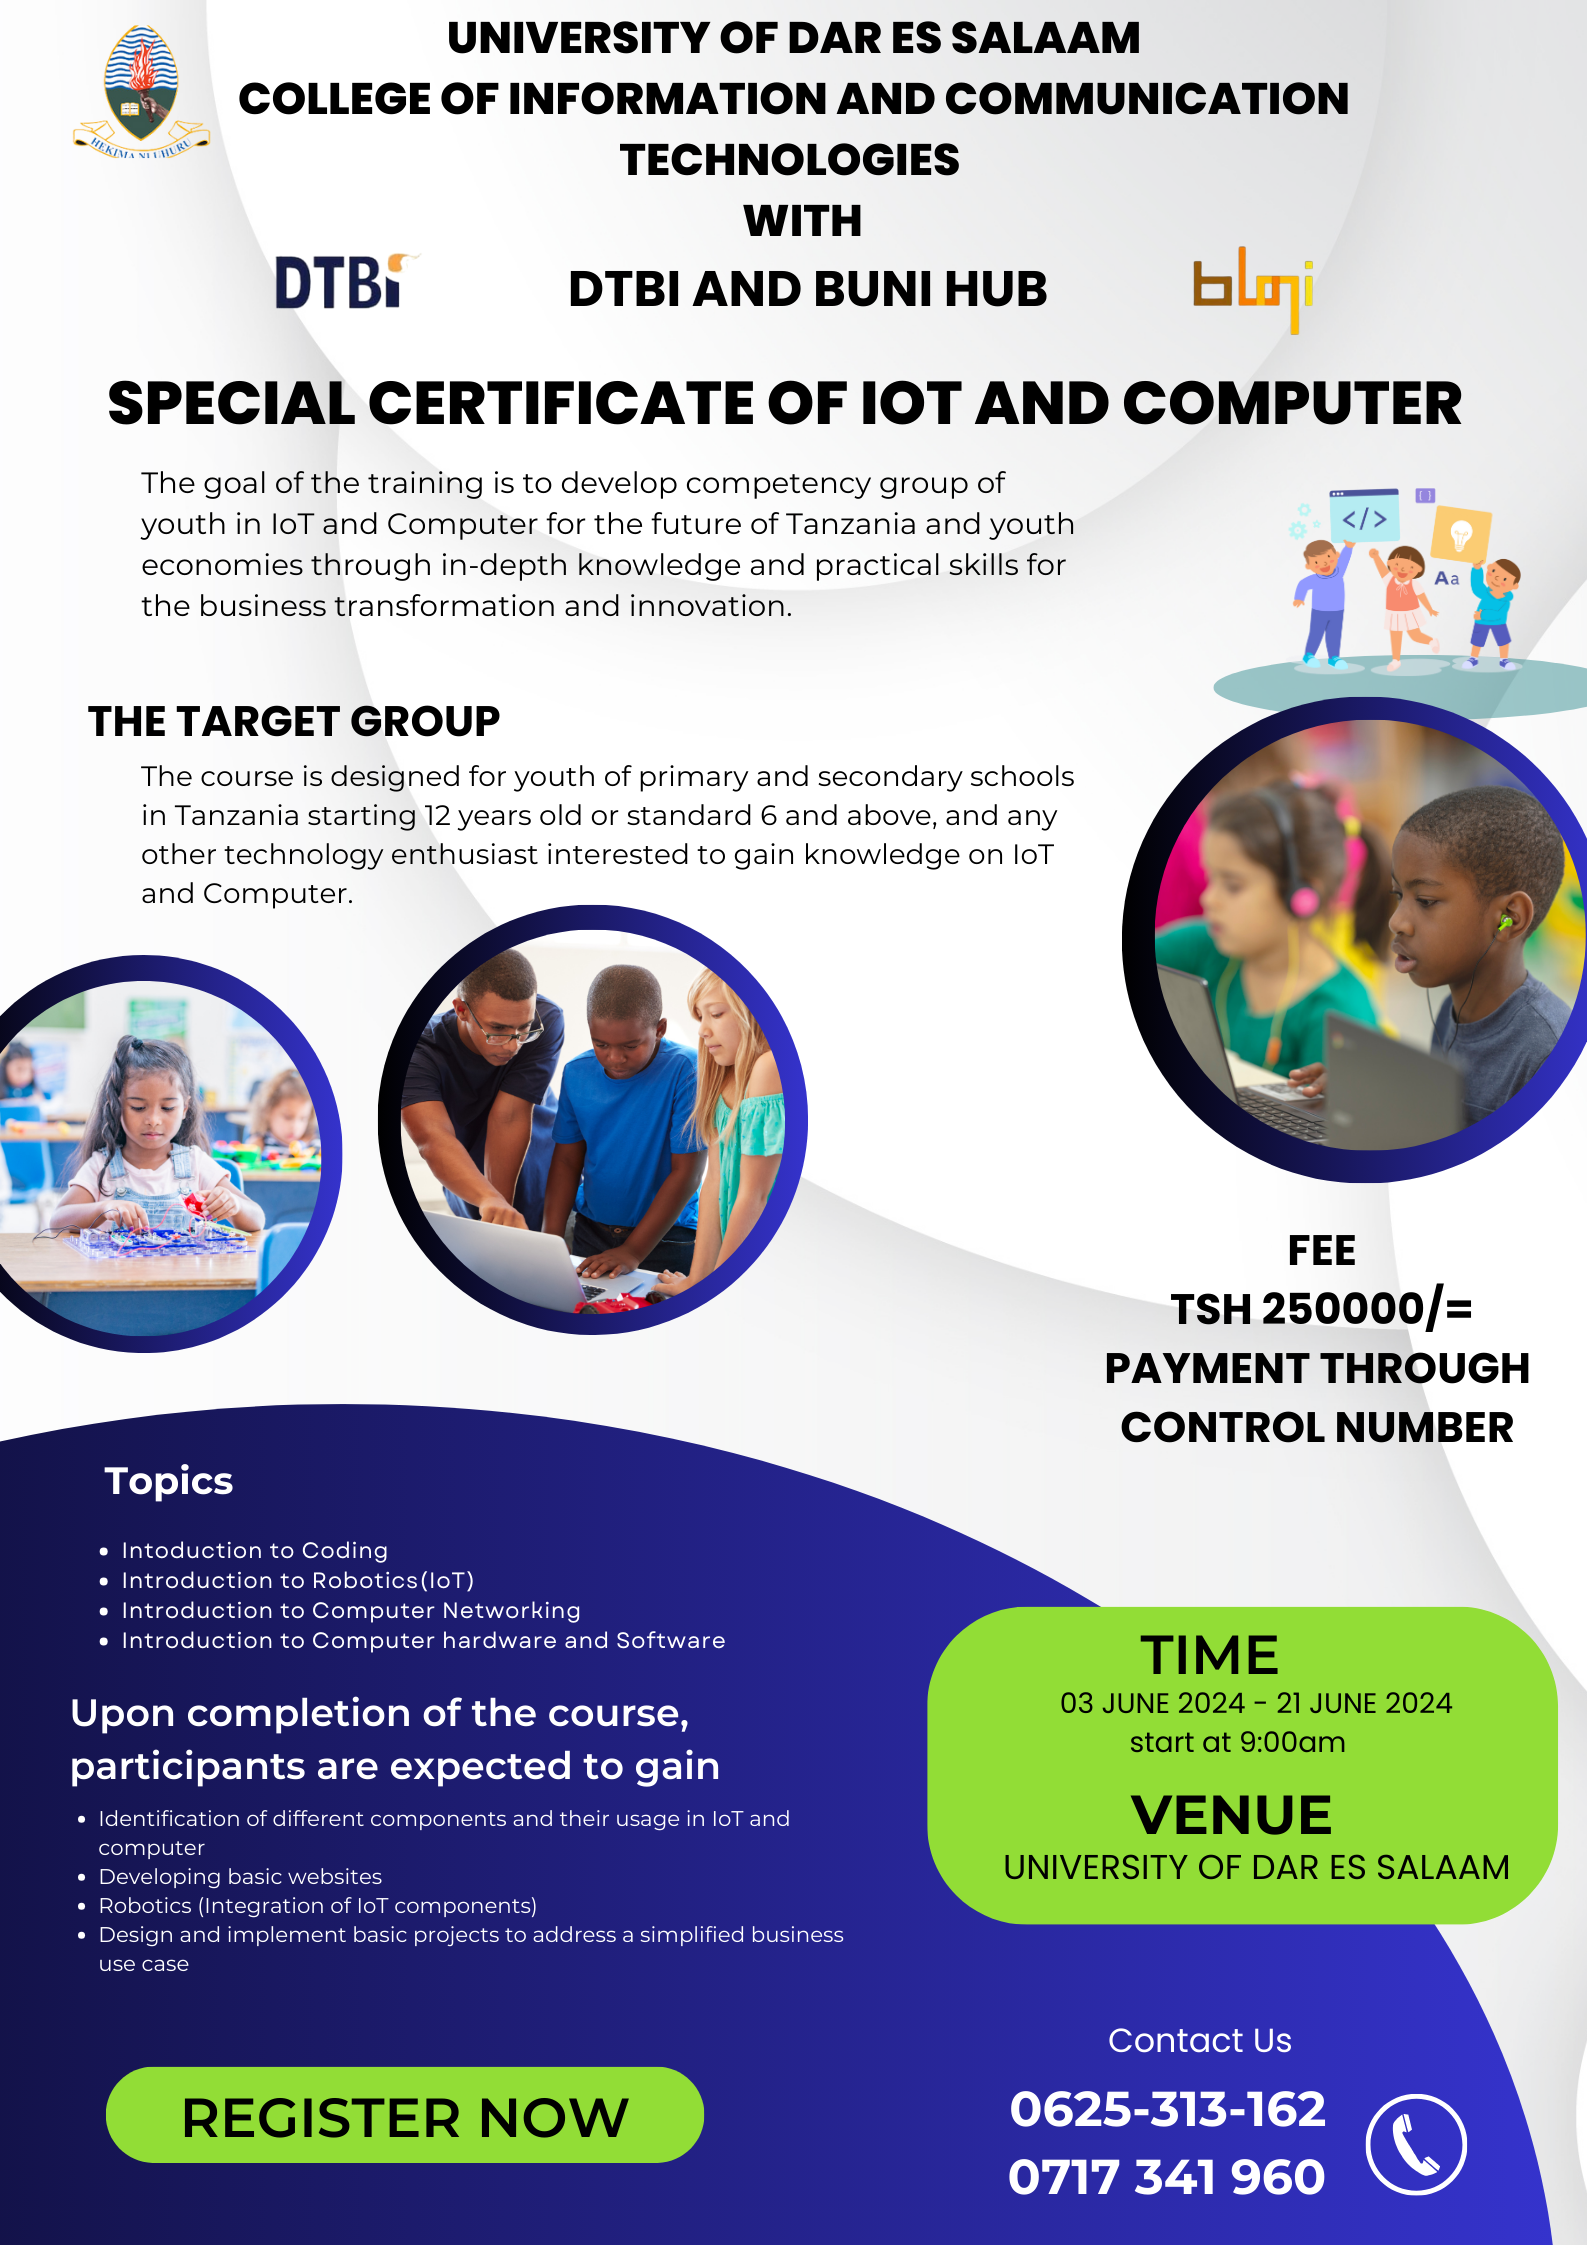 UNIVERSITY OF DAR ES SALAAM
COLLEGE OF INFORMATION AND COMMUNICATION
TECHNOLOGIES
WITH
DTBI AND BUNI HUB
HEKIMA NI UHURU
DTBi
buni
SPECIAL CERTIFICATE OF IOT AND COMPUTER
The goal of the training is to develop competency group of
youth in IoT and Computer for the future of Tanzania and youth
economies through in-depth knowledge and practical skills for
the business transformation and innovation.
</>
{ }
Aa
THE TARGET GROUP
The course is designed for youth of primary and secondary schools
in Tanzania starting 12 years old or standard 6 and above, and any
other technology enthusiast interested to gain knowledge on IoT
and Computer.
FEE
TSH 250000/=
PAYMENT THROUGH
CONTROL NUMBER
Topics
• Intoduction to Coding
• Introduction to Robotics(IoT)
• Introduction to Computer Networking
• Introduction to Computer hardware and Software
Upon completion of the course,
participants are expected to gain
• Identification of different components and their usage in IoT and
computer
• Developing basic websites
• Robotics (Integration of IoT components)
• Design and implement basic projects to address a simplified business
use case
TIME
03 JUNE 2024 - 21 JUNE 2024
start at 9:00am
VENUE
UNIVERSITY OF DAR ES SALAAM
REGISTER NOW
Contact Us
0625-313-162
0717 341 960